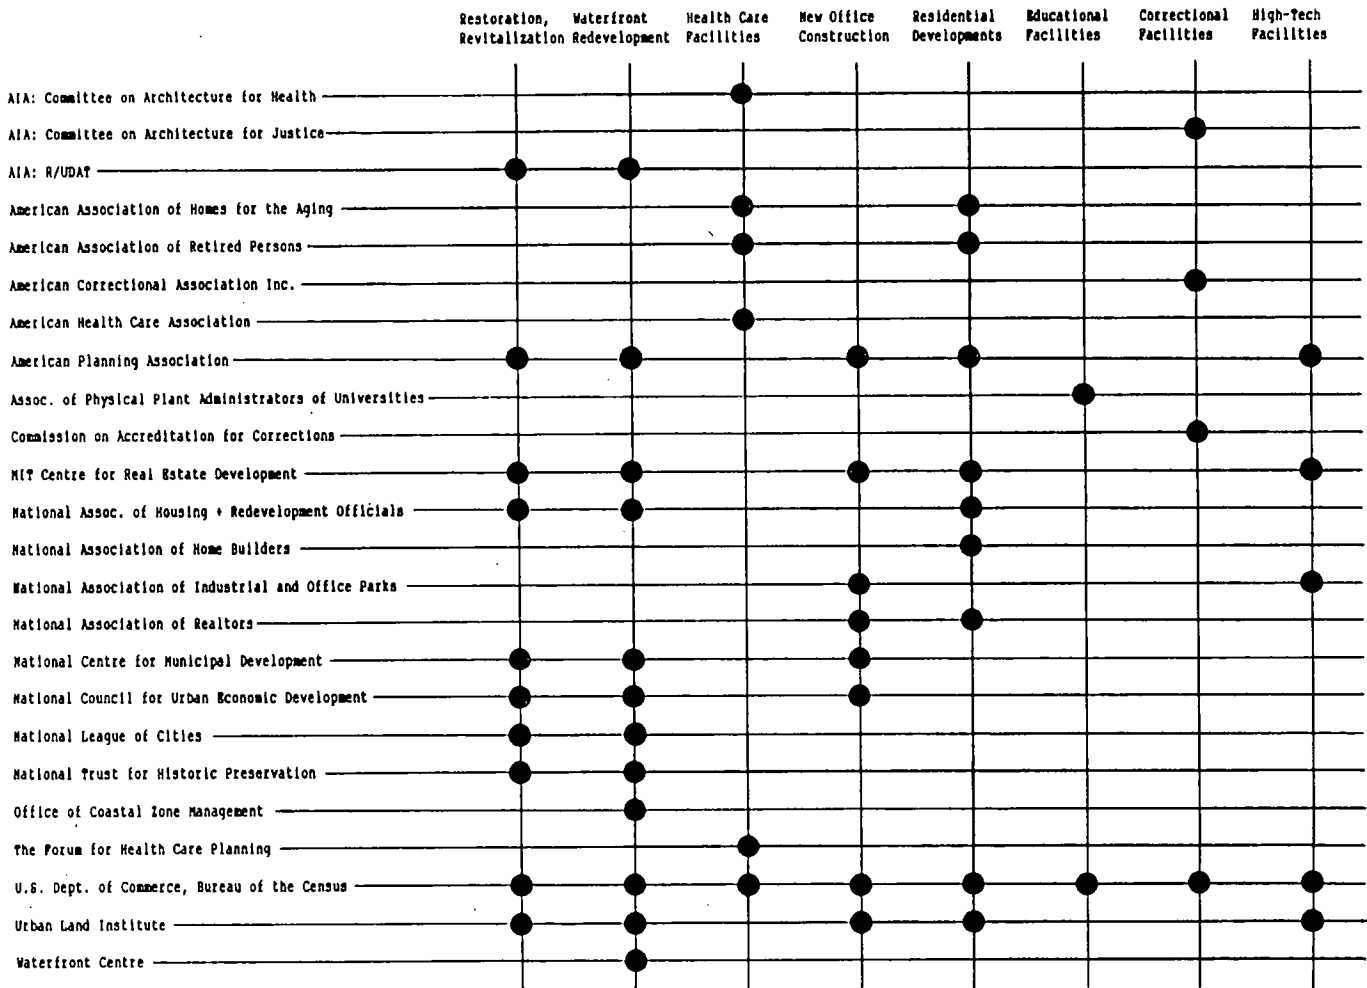 Restoration, Waterfront Health Care New Office Residential Educational Correctional High-Tech
Revitalization Redevelopment Facilities Construction Developments Facilities Facilities Facilities
AIA: Committee on Architecture for Health
AIA: Committee on Architecture for Justice
AIA: R/UDAT
American Association of Homes for the Aging
American Association of Retired Persons
American Correctional Association Inc.
American Health Care Association
American Planning Association
Assoc. of Physical Plant Administrators of Universities
Commission on Accreditation for Corrections
MIT Centre for Real Estate Development
National Assoc. of Housing + Redevelopment Officials
National Association of Home Builders
National Association of Industrial and Office Parks
National Association of Realtors
National Centre for Municipal Development
National Council for Urban Economic Development
National League of Cities
National Trust for Historic Preservation
Office of Coastal Zone Management
The Forum for Health Care Planning
U.S. Dept. of Commerce, Bureau of the Census
Urban Land Institute
Waterfront Centre